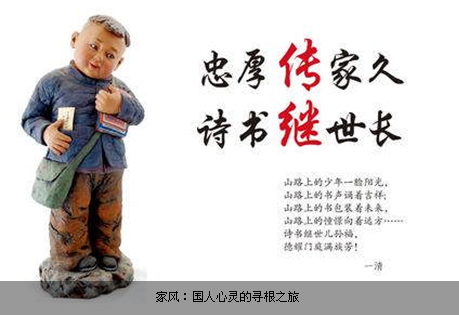 忠厚传家久
诗书继世长
山路上的少年一脸阳光，
山路上的书声诵着吉祥；
山路上的书包装着未来，
山路上的憧憬向着远方……
诗书继世儿孙福，
德耀门庭满族芳！
一清
家风：国人心灵的寻根之旅